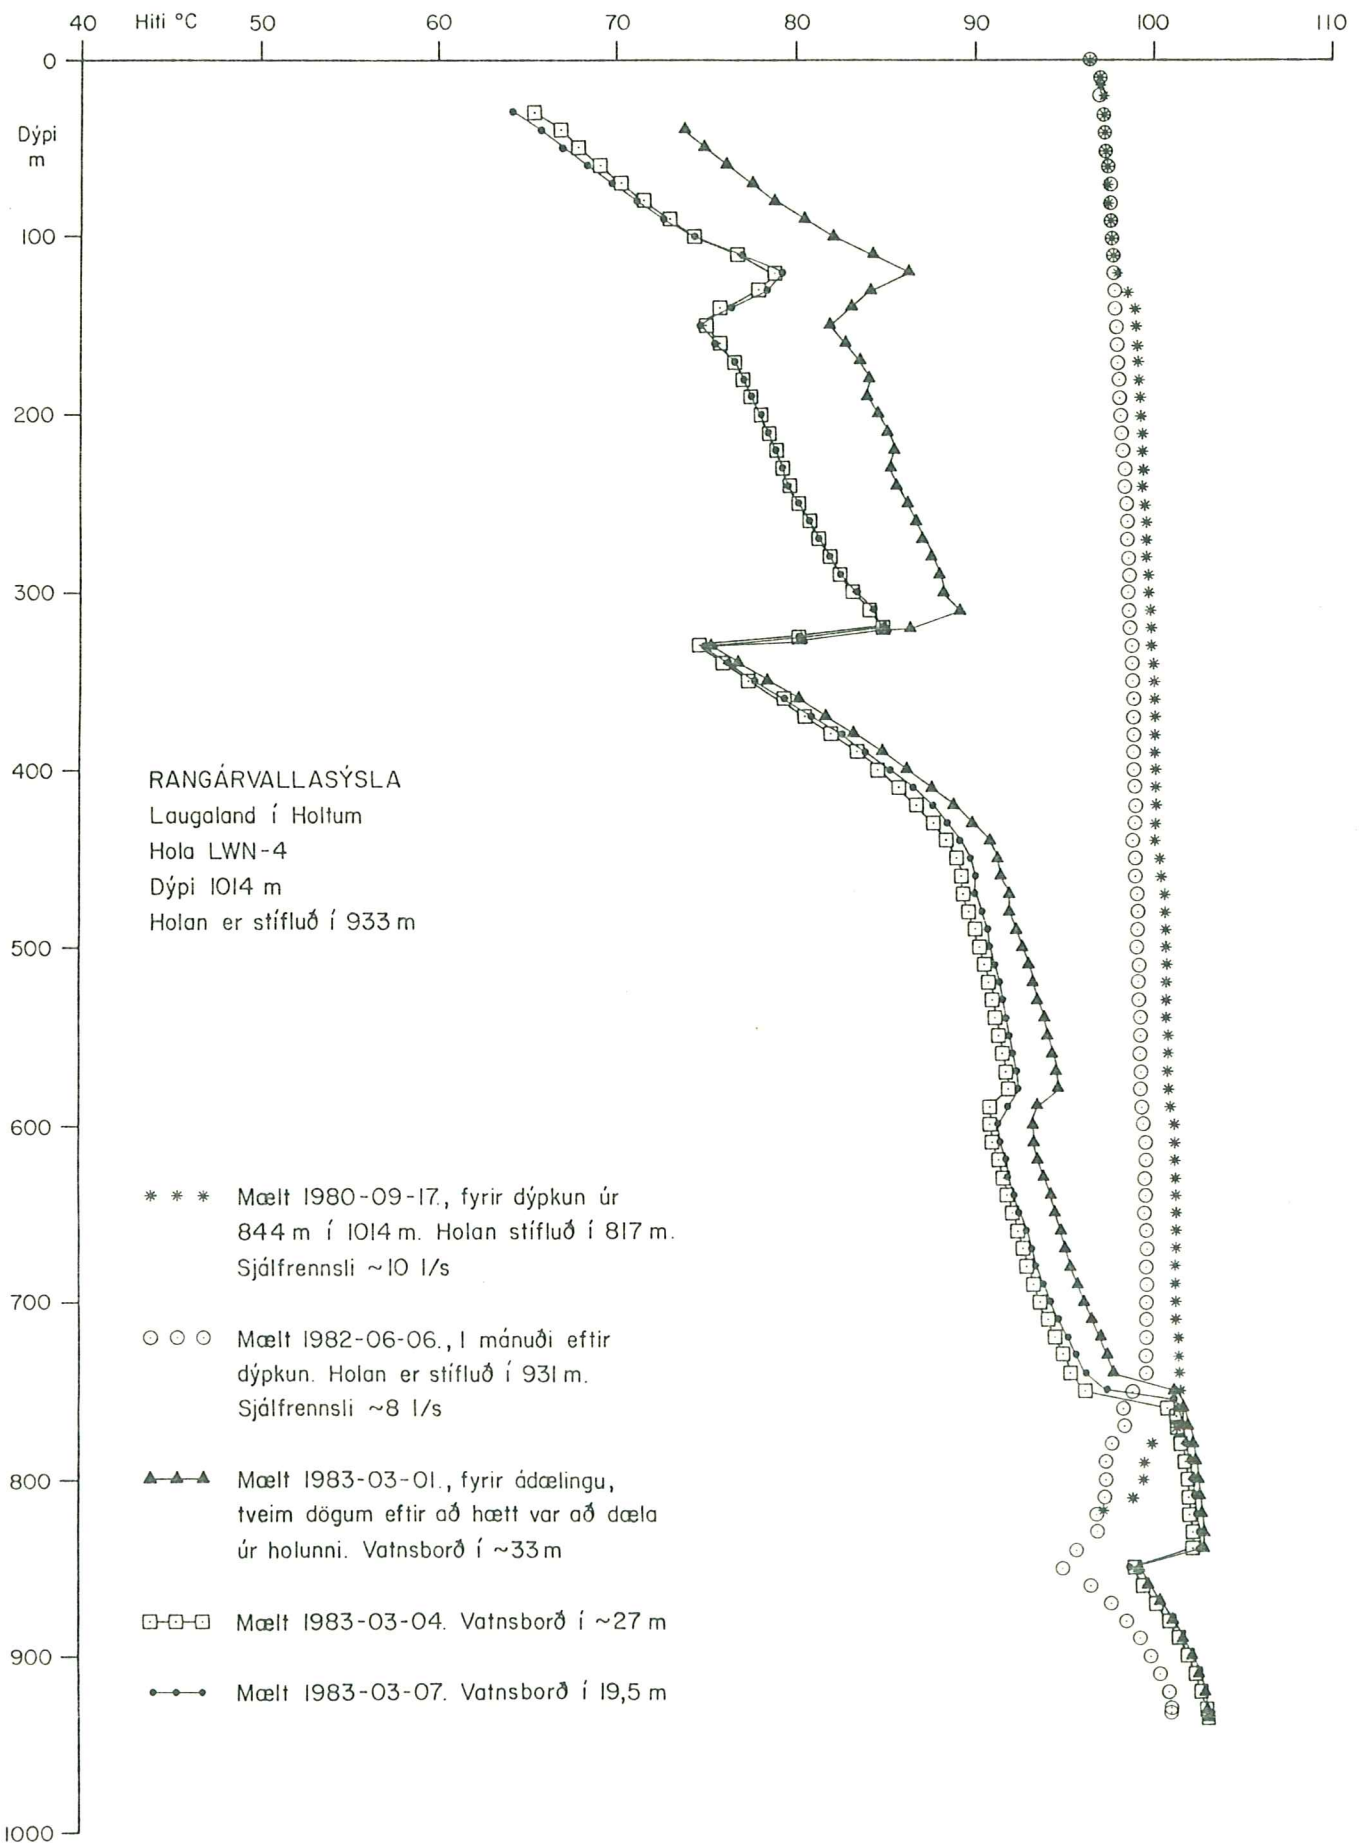 40 Hiti °C 50 60 70 80 90 100 110
0
Dýpi
m
100
200
300
400
500
600
700
800
900
1000
RANGÁRVALLASÝSLA
Laugaland í Holtum
Hola LWN-4
Dýpi 1014 m
Holan er stífluð í 933 m
Mælt 1980-09-17., fyrir dýpkun úr
844 m í 1014 m. Holan stífluð í 817 m.
Sjálfrennsli ~10 l/s
Mælt 1982-06-06., 1 mánuði eftir
dýpkun. Holan er stífluð í 931 m.
Sjálfrennsli ~8 l/s
Mælt 1983-03-01., fyrir ádælingu,
tveim dögum eftir að hætt var að dæla
úr holunni. Vatnsborð í ~33 m
Mælt 1983-03-04. Vatnsborð í ~27 m
Mælt 1983-03-07. Vatnsborð í 19,5 m